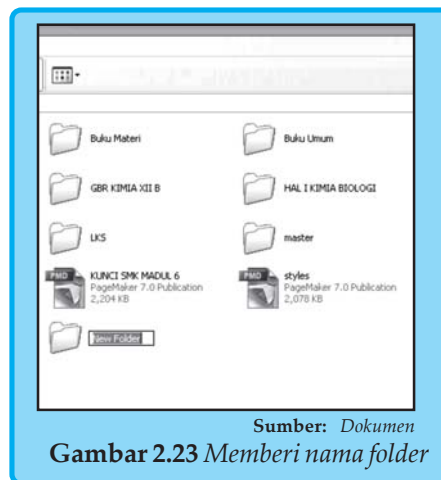 Buku Materi
Buku Umum
GBR KIMIA XII B
HAL I KIMIA BIOLOGI
LKS
master
PMD
KUNCI SMK MADUL 6
PageMaker 7.0 Publication
2,204 KB
PMD
styles
PageMaker 7.0 Publication
2,078 KB
New Folder
Sumber: Dokumen
Gambar 2.23 Memberi nama folder